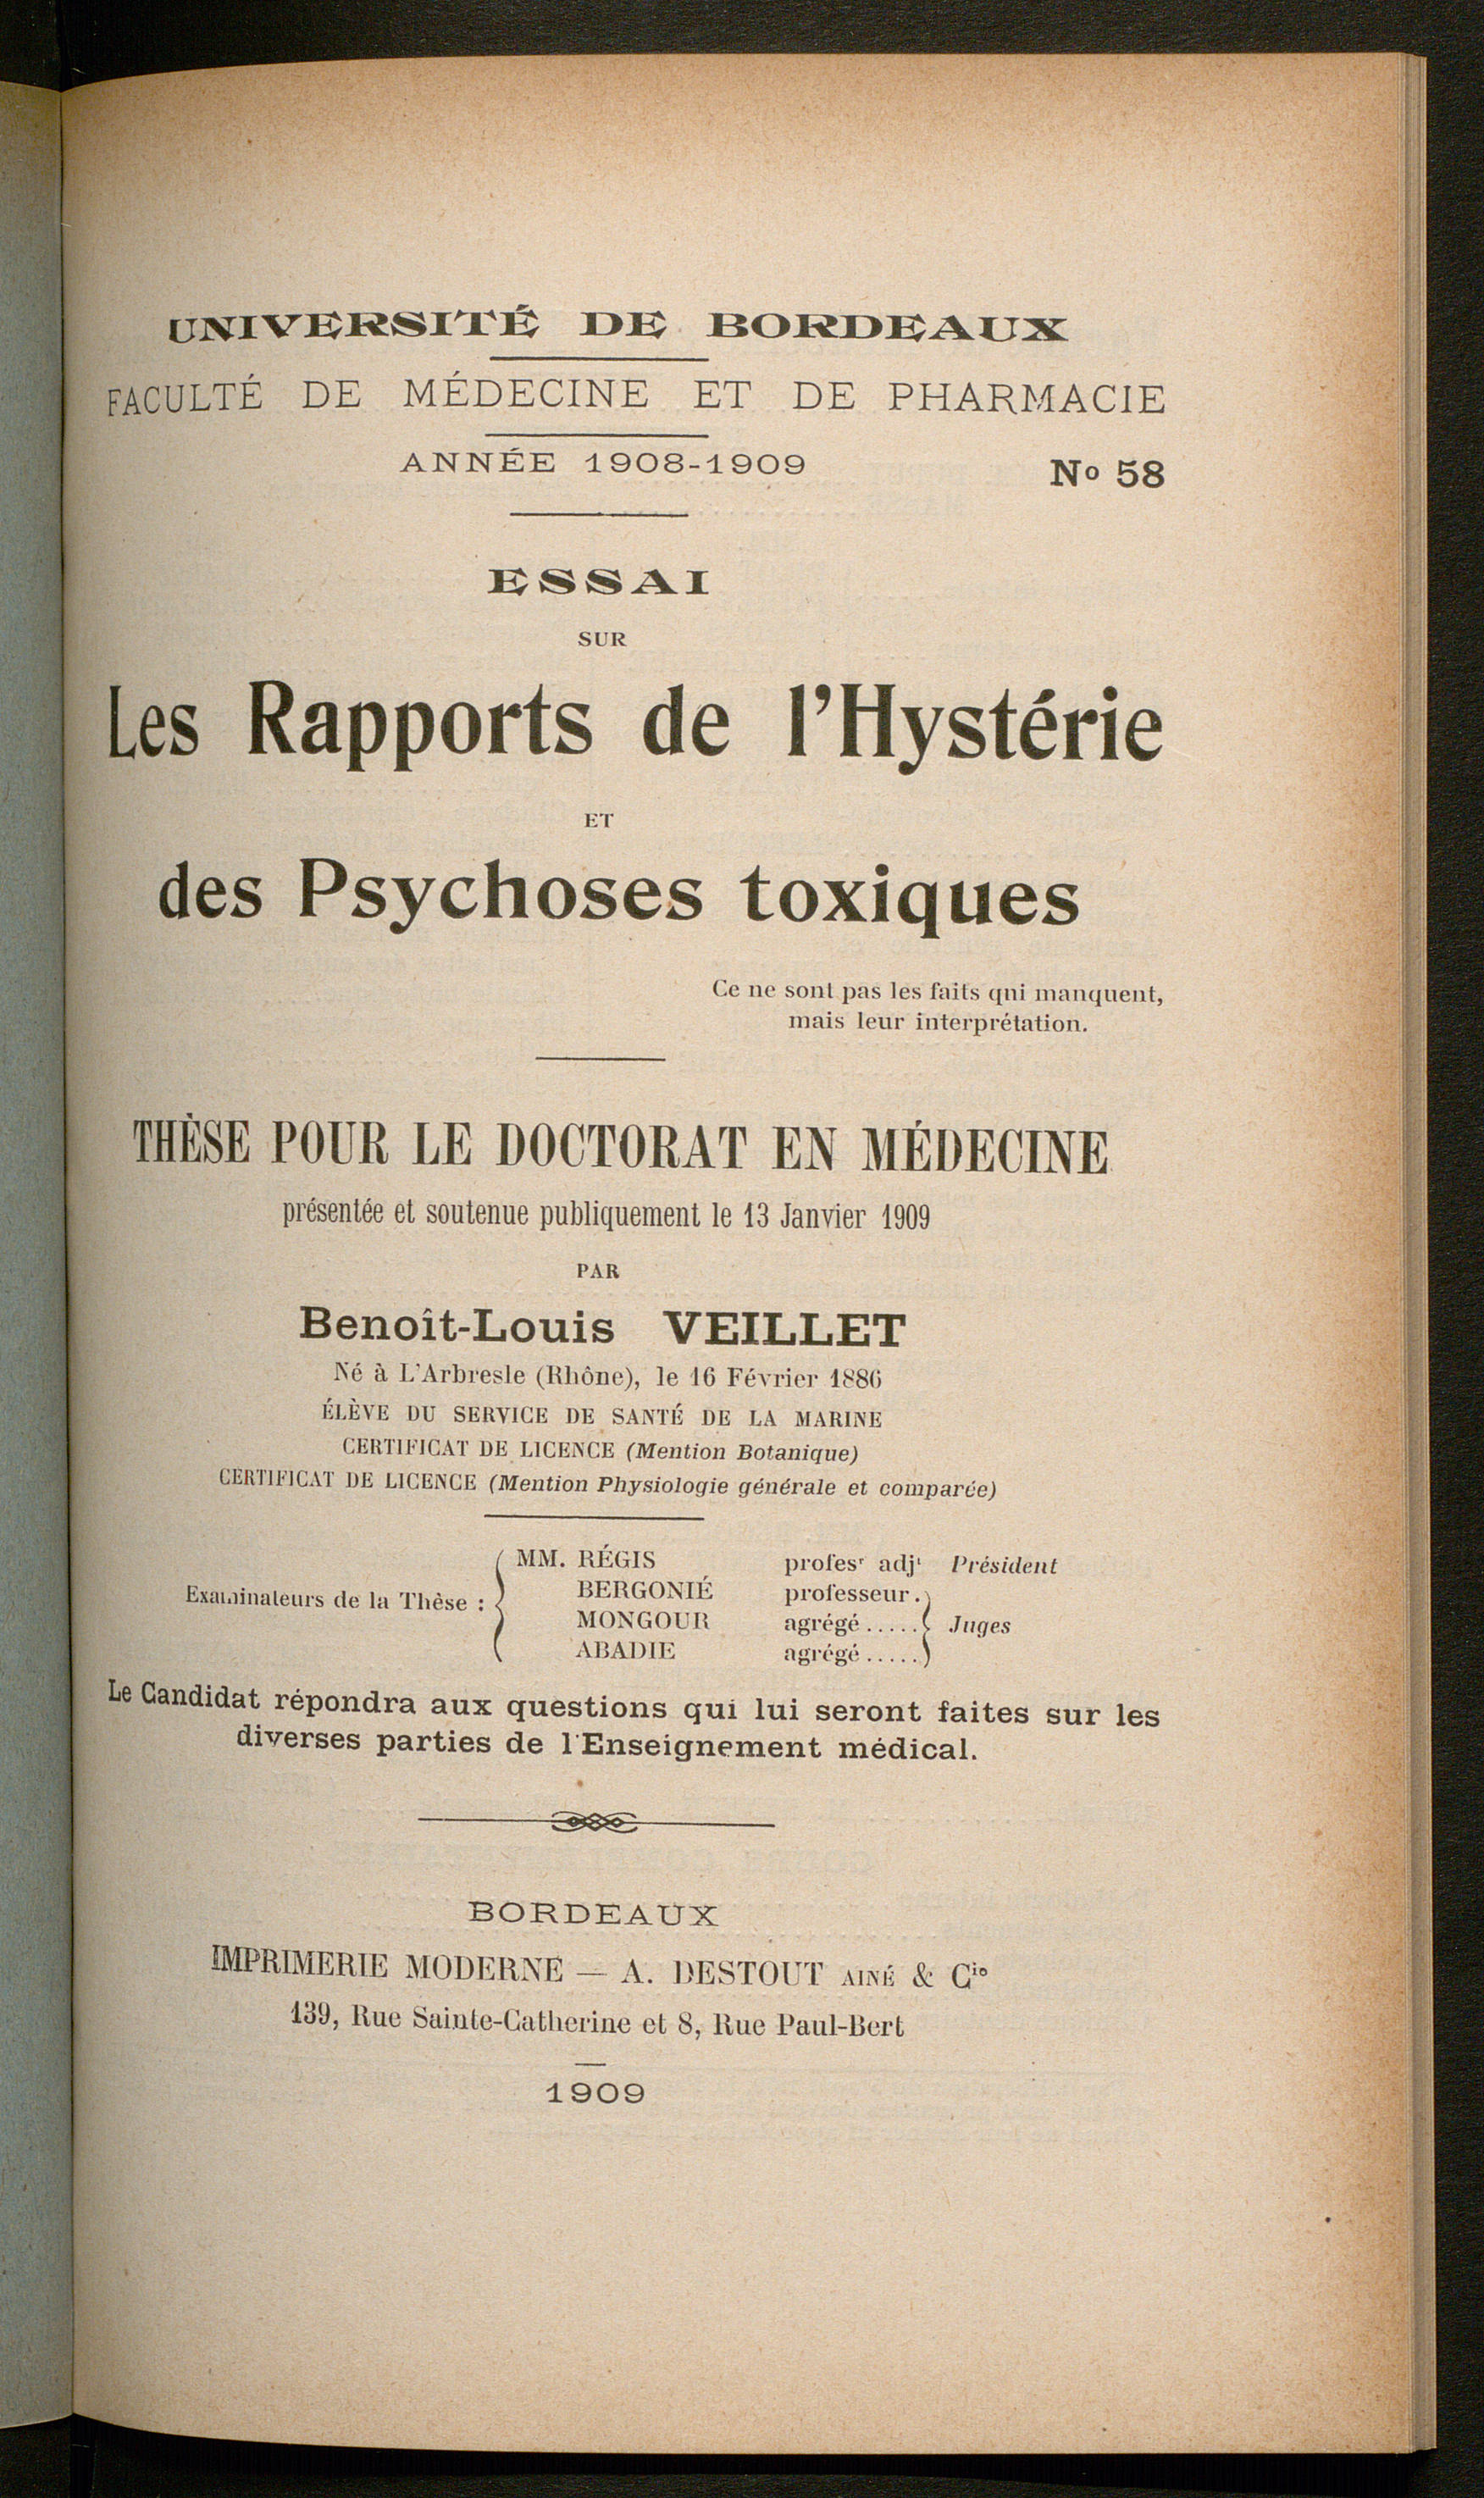 UNIVERSITÉ DE BORDEAUX
FACULTÉ DE MÉDECINE ET DE PHARMACIE
ANNÉE 1908-1909 No 58
ESSAI
SUR
Les Rapports de l'Hystérie
ET
des Psychoses toxiques
Ce ne sont pas les faits qui manquent,
mais leur interprétation.
THÈSE POUR LE DOCTORAT EN MÉDECINE
présentée et soutenue publiquement le 13 Janvier 1909
PAR
Benoît-Louis VEILLET
Né à L'Arbresle (Rhône), le 16 Février 1886
ÉLÈVE DU SERVICE DE SANTÉ DE LA MARINE
CERTIFICAT DE LICENCE (Mention Botanique)
CERTIFICAT DE LICENCE (Mention Physiologie générale et comparée)
MM. RÉGIS profesr adjt Président
Examinateurs de la Thèse : BERGONIÉ professeur.
MONGOUR agrégé..... Juges
ABADIE agrégé.....
Le Candidat répondra aux questions qui lui seront faites sur les
diverses parties de l'Enseignement médical.
BORDEAUX
IMPRIMERIE MODERNE — A. DESTOUT AINÉ & Cie
139, Rue Sainte-Catherine et 8, Rue Paul-Bert
1909